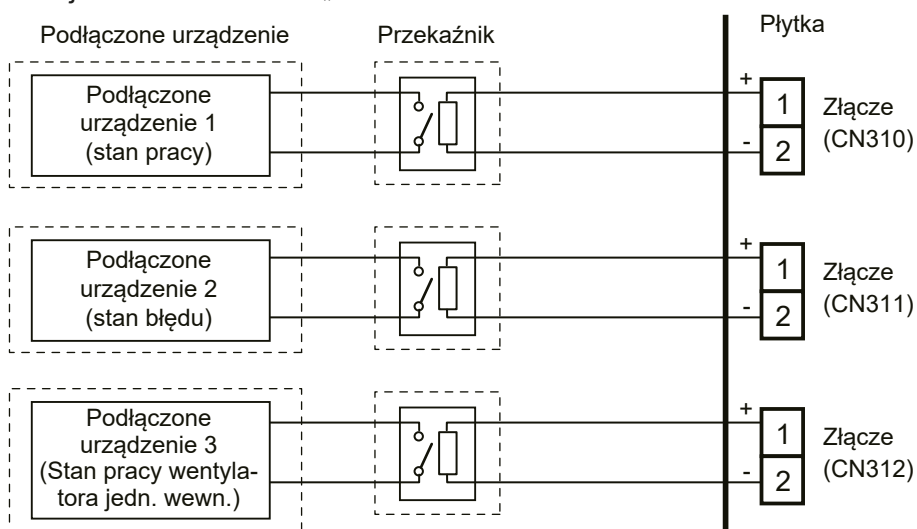 Podłączone urządzenie
Przekaźnik
Płytka
Podłączone
urządzenie 1
(stan pracy)
+
-
1
2
Złącze
(CN310)
Podłączone
urządzenie 2
(stan błędu)
+
-
1
2
Złącze
(CN311)
Podłączone
urządzenie 3
(Stan pracy wentyla-
tora jedn. wewn.)
+
-
1
2
Złącze
(CN312)